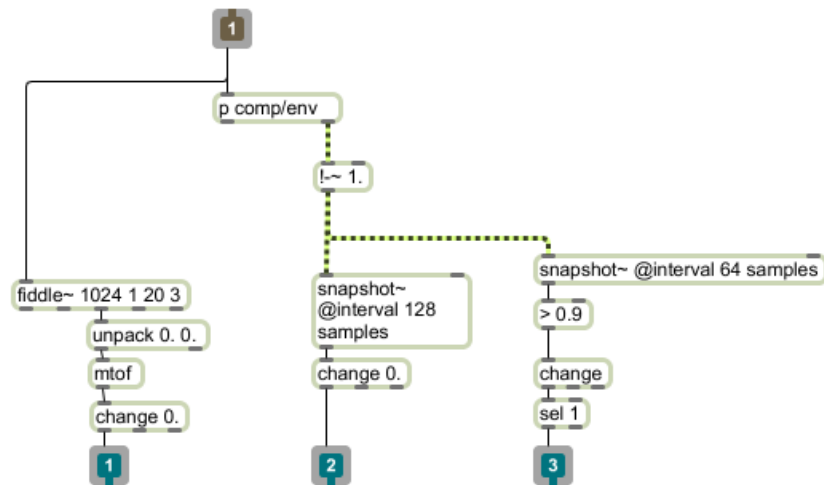 1
p comp/env
!-~ 1.
snapshot~ @interval 64 samples
fiddle~ 1024 1 20 3
snapshot~
@interval 128
samples
> 0.9
unpack 0. 0.
mtof
change 0.
change
change 0.
sel 1
1
2
3